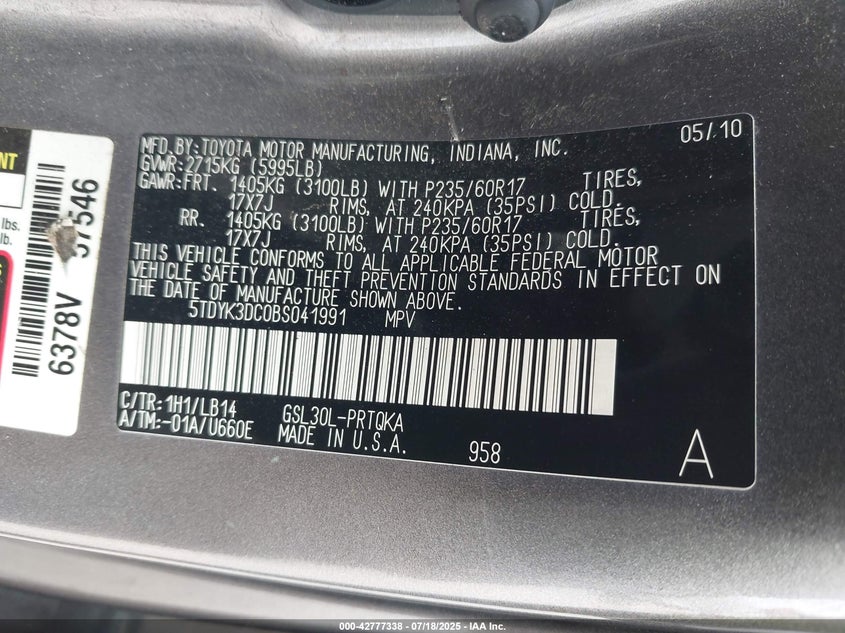 MFD. BY: TOYOTA MOTOR MANUFACTURING, INDIANA, INC. 05/10
GVWR: 2715KG (5995LB)
GAWR: FRT. 1405KG (3100LB) WITH P235/60R17 TIRES,
17X7J RIMS, AT 240KPA (35PSI) COLD.
RR. 1405KG (3100LB) WITH P235/60R17 TIRES,
17X7J RIMS, AT 240KPA (35PSI) COLD.
THIS VEHICLE CONFORMS TO ALL APPLICABLE FEDERAL MOTOR
VEHICLE SAFETY AND THEFT PREVENTION STANDARDS IN EFFECT ON
THE DATE OF MANUFACTURE SHOWN ABOVE.
5TDYK3DC0BS041991 MPV
C/TR: 1H1/LB14 GSL30L-PRTQKA
A/TM: -01A/U660E MADE IN U.S.A. 958 A
lbs.
lb.
6378V 57546
000-42777338 - 07/18/2025 - IAA Inc.